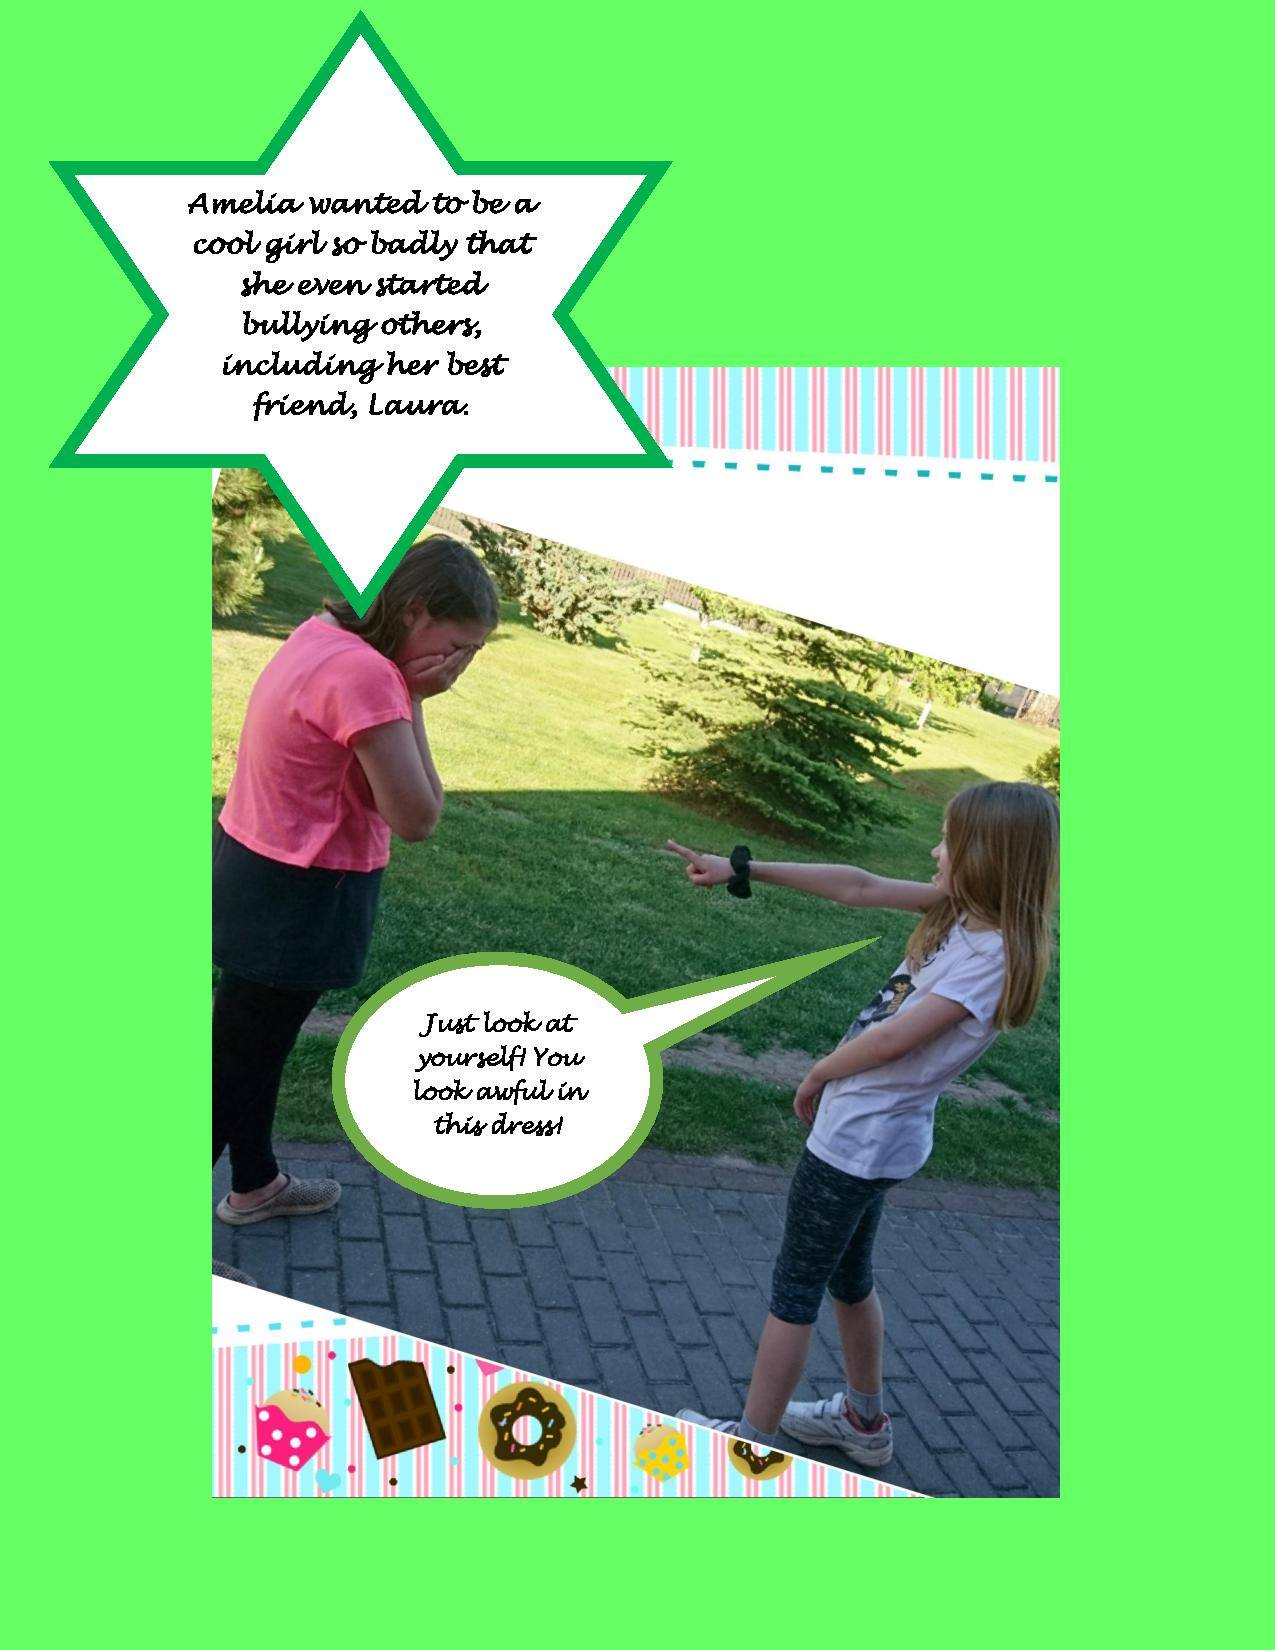 Amelia wanted to be a
cool girl so badly that
she even started
bullying others,
including her best
friend, Laura.
Just look at
yourself! You
look awful in
this dress!